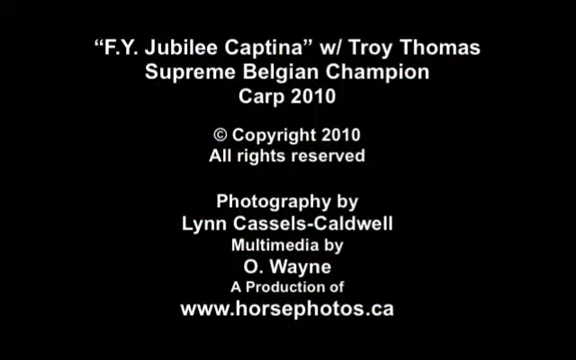 “F.Y. Jubilee Captina” w/ Troy Thomas
Supreme Belgian Champion
Carp 2010
© Copyright 2010
All rights reserved
Photography by
Lynn Cassels-Caldwell
Multimedia by
O. Wayne
A Production of
www.horsephotos.ca